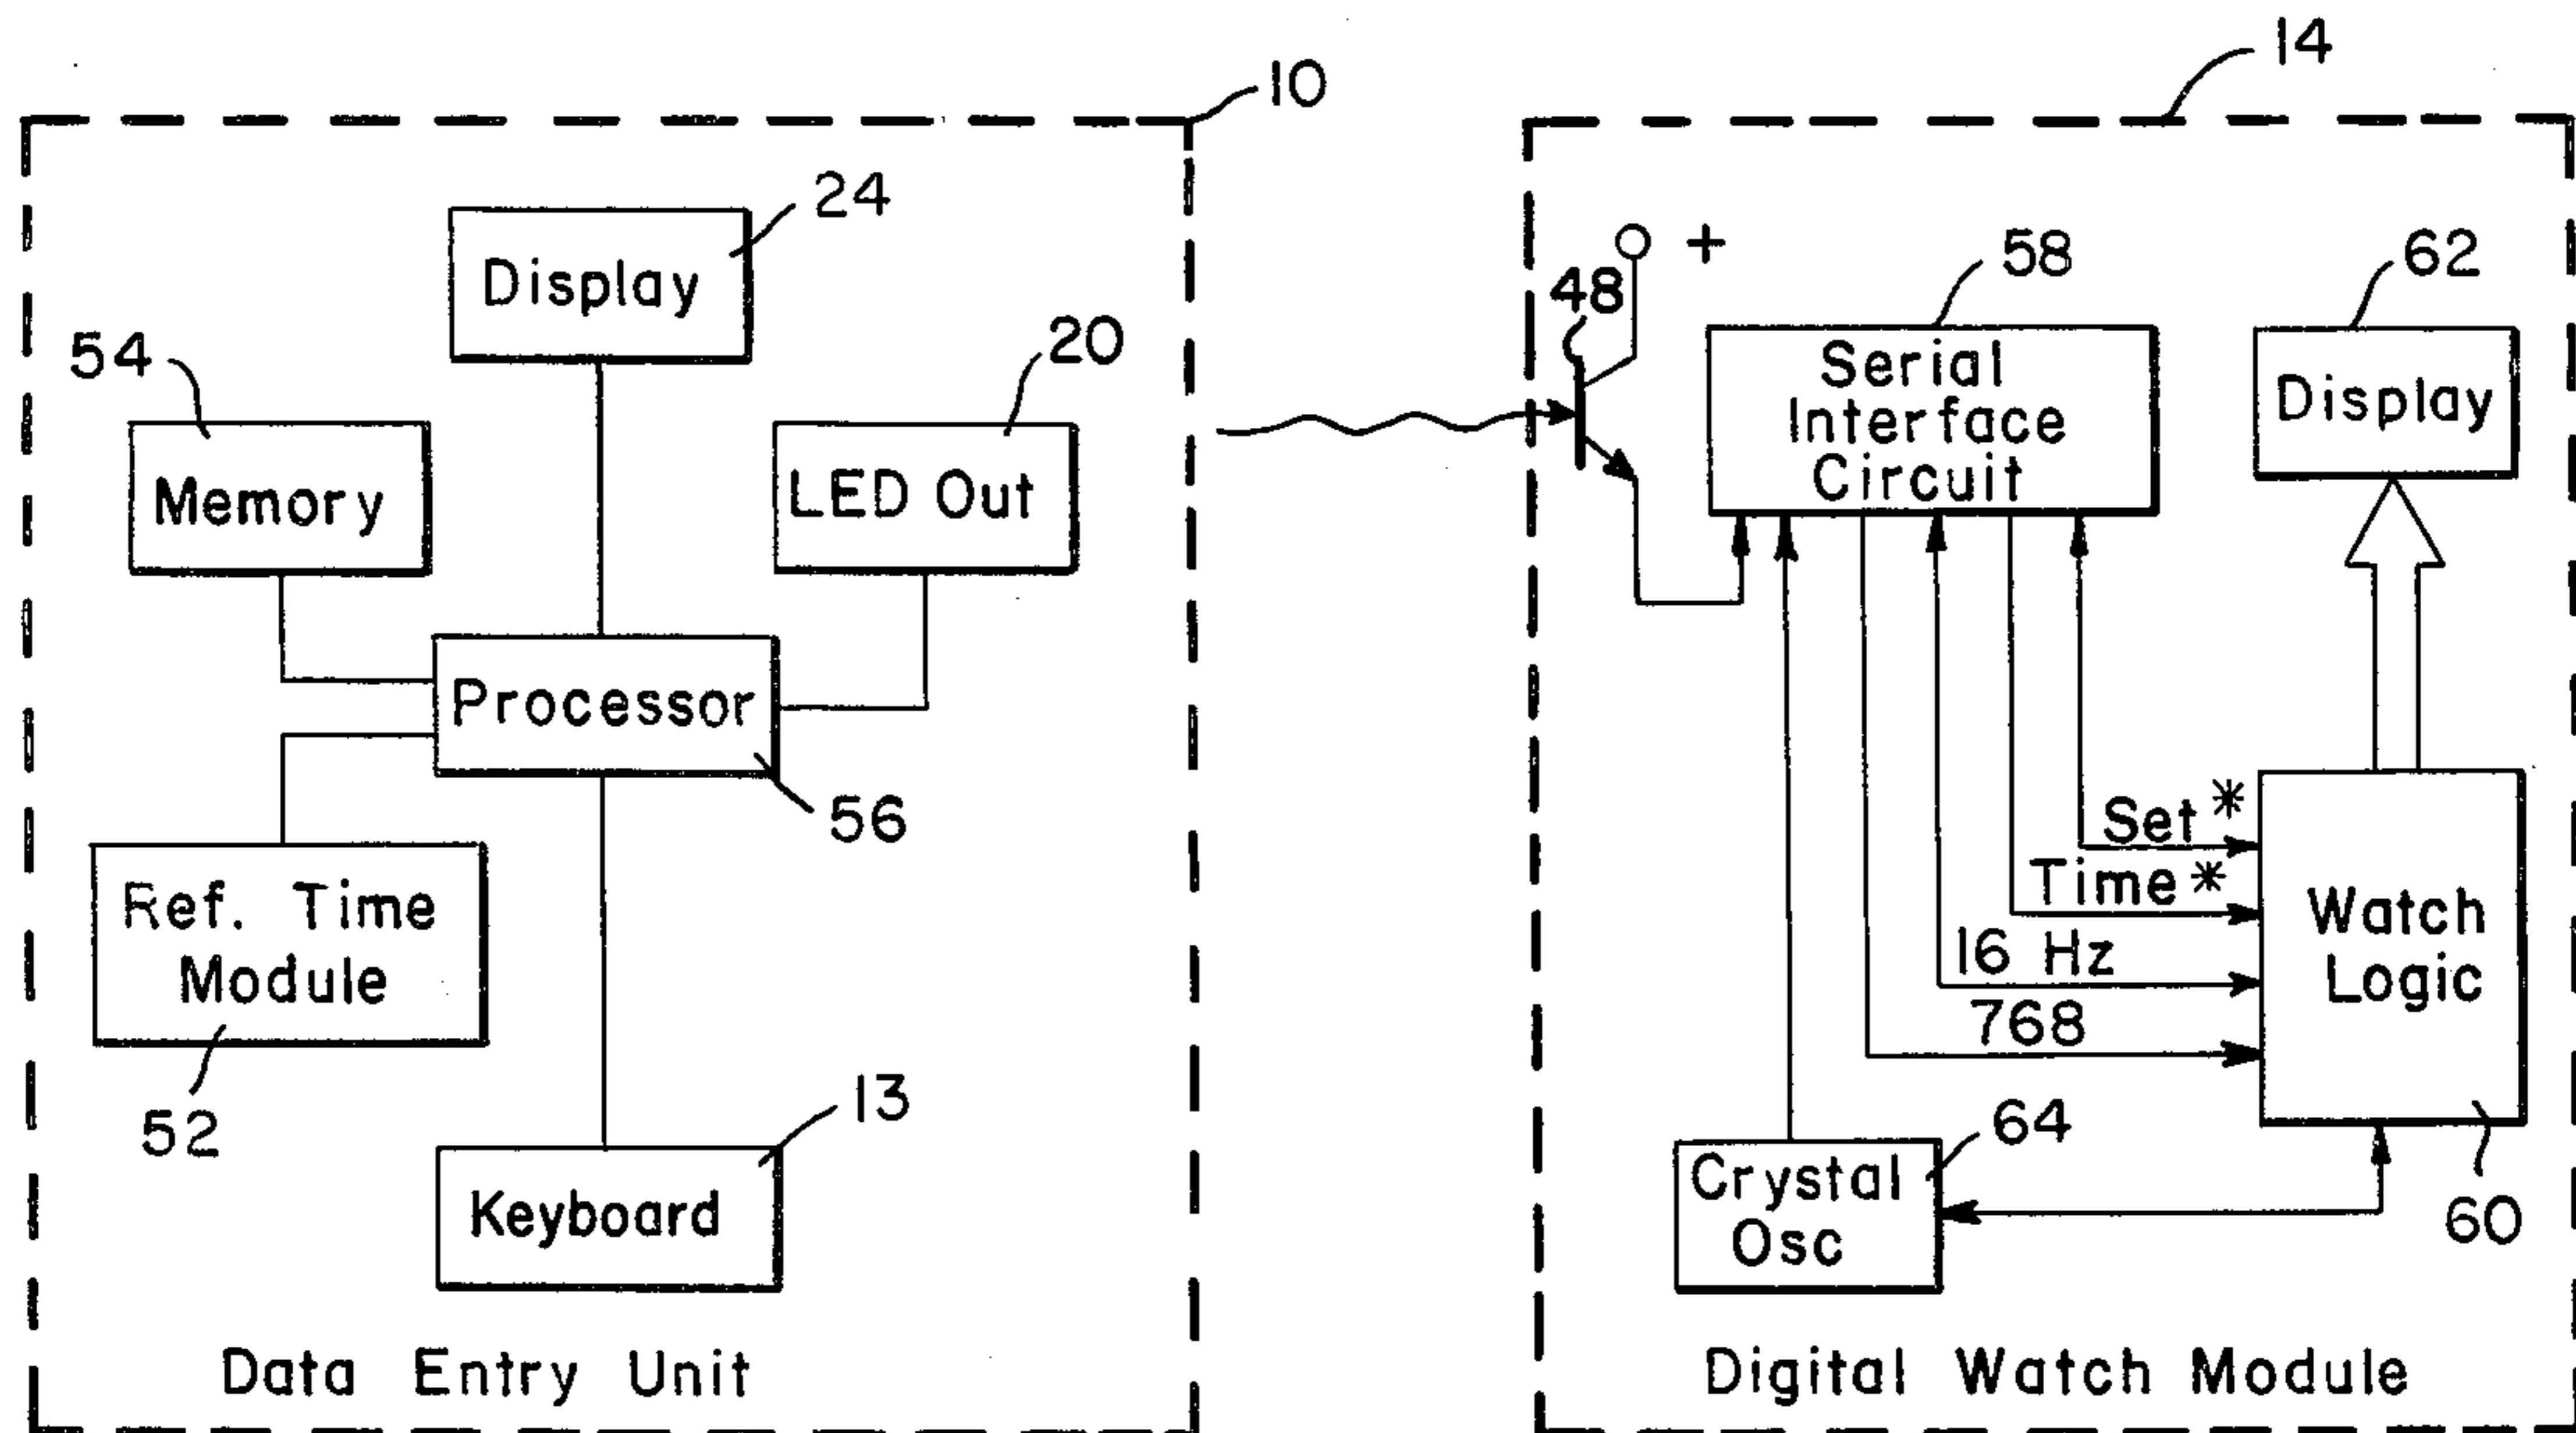 10
24
Display
54
Memory
20
LED Out
Processor
56
Ref. Time
Module
52
13
Keyboard
Data Entry Unit
14
+
48
58
Serial
Interface
Circuit
62
Display
Set*
Time*
16 Hz
768
Watch
Logic
60
64
Crystal
Osc
Digital Watch Module